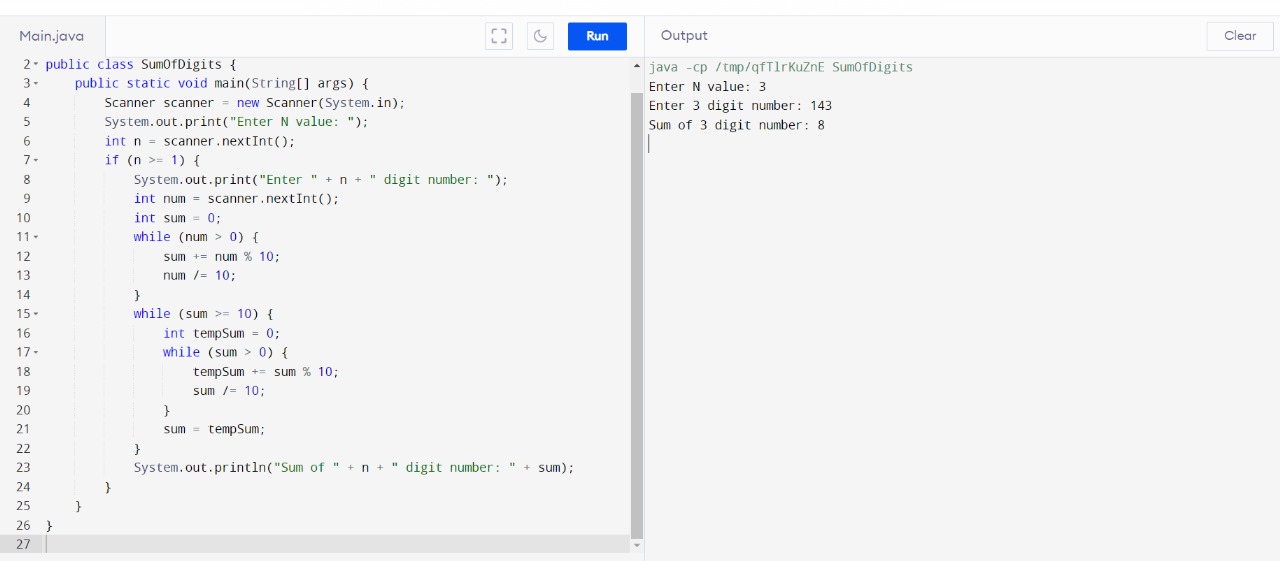 Main.java
Run
Output
Clear
2 public class SumOfDigits {
3     public static void main(String[] args) {
4         Scanner scanner = new Scanner(System.in);
5         System.out.print("Enter N value: ");
6         int n = scanner.nextInt();
7         if (n >= 1) {
8             System.out.print("Enter " + n + " digit number: ");
9             int num = scanner.nextInt();
10             int sum = 0;
11             while (num > 0) {
12                 sum += num % 10;
13                 num /= 10;
14             }
15             while (sum >= 10) {
16                 int tempSum = 0;
17                 while (sum > 0) {
18                     tempSum += sum % 10;
19                     sum /= 10;
20                 }
21                 sum = tempSum;
22             }
23             System.out.println("Sum of " + n + " digit number: " + sum);
24         }
25     }
26 }
27
java -cp /tmp/qfTlrKuZnE SumOfDigits
Enter N value: 3
Enter 3 digit number: 143
Sum of 3 digit number: 8